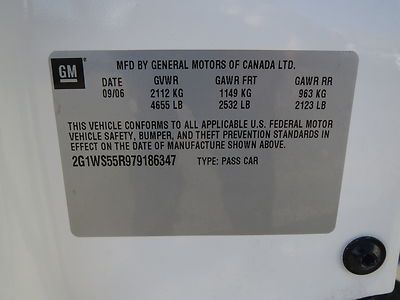 GM
MFD BY GENERAL MOTORS OF CANADA LTD.
DATE GVWR GAWR FRT GAWR RR
09/06 2112 KG 1149 KG 963 KG
4655 LB 2532 LB 2123 LB
THIS VEHICLE CONFORMS TO ALL APPLICABLE U.S. FEDERAL MOTOR
VEHICLE SAFETY, BUMPER, AND THEFT PREVENTION STANDARDS IN
EFFECT ON THE DATE OF MANUFACTURE SHOWN ABOVE.
2G1WS55R979186347 TYPE: PASS CAR